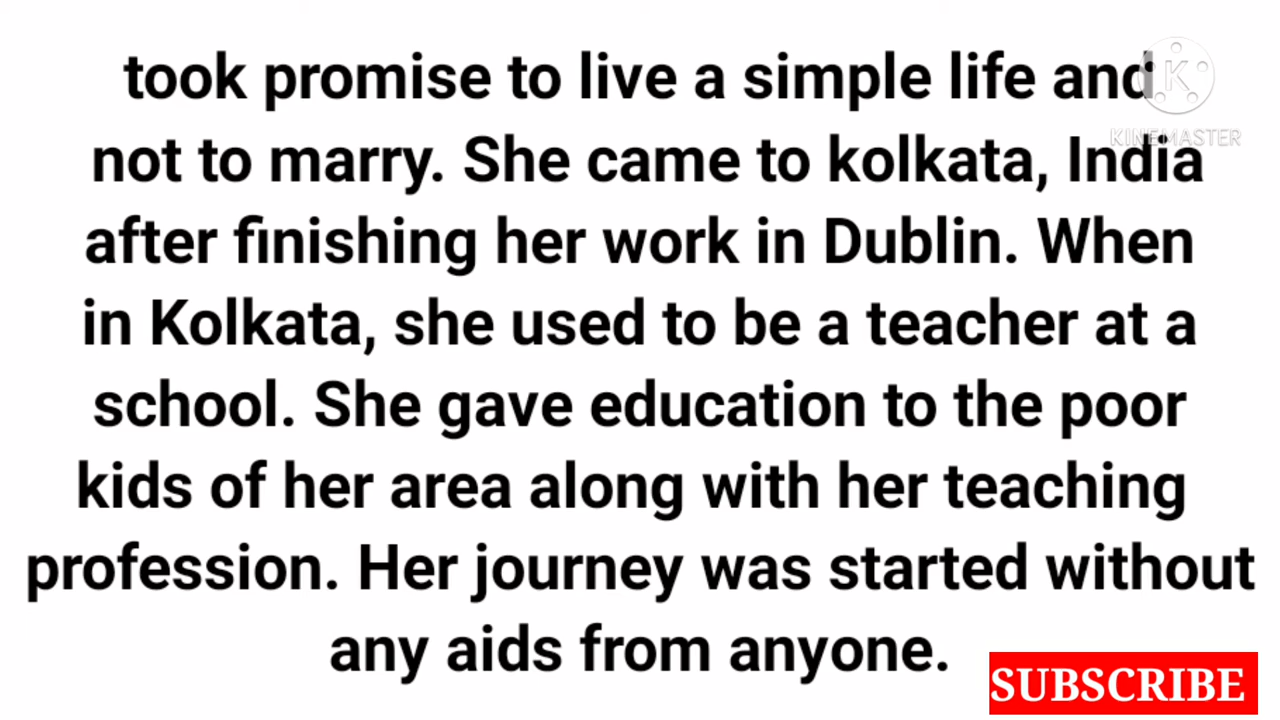 took promise to live a simple life and
not to marry. She came to kolkata, India
after finishing her work in Dublin. When
in Kolkata, she used to be a teacher at a
school. She gave education to the poor
kids of her area along with her teaching
profession. Her journey was started without
any aids from anyone.
K
KINEMASTER
SUBSCRIBE